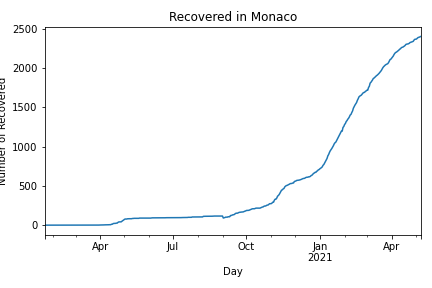 Recovered in Monaco
2500
2000
1500
1000
500
0
Number of Recovered
Apr
Jul
Oct
Jan
2021
Apr
Day